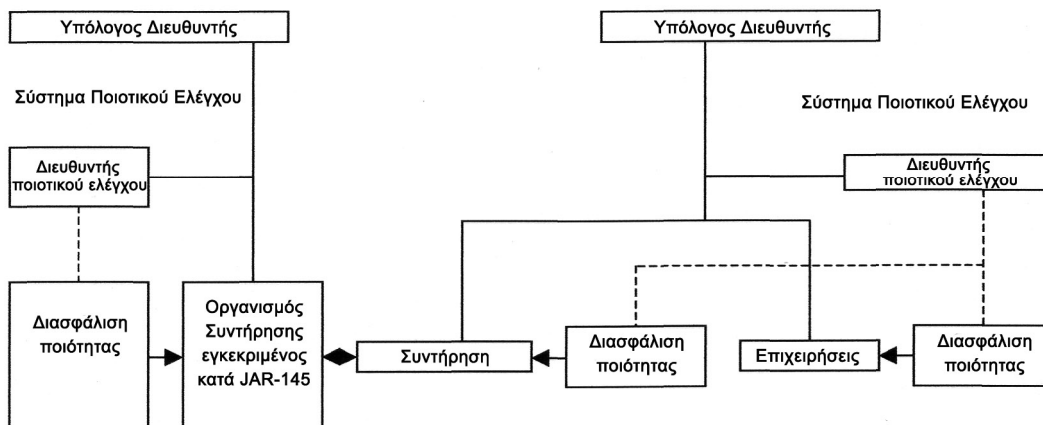 Υπόλογος Διευθυντής
Σύστημα Ποιοτικού Ελέγχου
Διευθυντής
ποιοτικού ελέγχου
Διασφάλιση
ποιότητας
Οργανισμός
Συντήρησης
εγκεκριμένος
κατά JAR-145
Υπόλογος Διευθυντής
Σύστημα Ποιοτικού Ελέγχου
Διευθυντής
ποιοτικού ελέγχου
Συντήρηση
Διασφάλιση
ποιότητας
Επιχειρήσεις
Διασφάλιση
ποιότητας